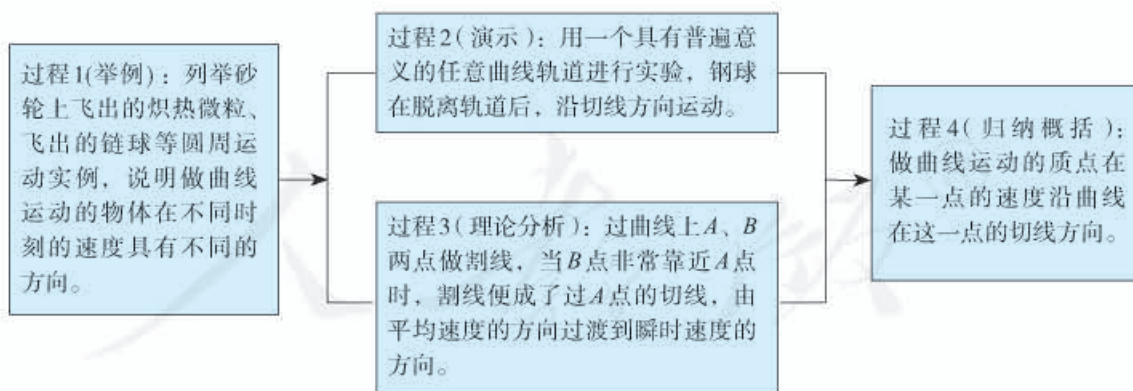 过程1(举例)：列举砂
轮上飞出的炽热微粒、
飞出的链球等圆周运
动实例，说明做曲线
运动的物体在不同时
刻的速度具有不同的
方向。
过程2(演示)：用一个具有普遍意
义的任意曲线轨道进行实验，钢球
在脱离轨道后，沿切线方向运动。
过程3(理论分析)：过曲线上A、B
两点做割线，当B点非常靠近A点
时，割线便成了过A点的切线，由
平均速度的方向过渡到瞬时速度的
方向。
过程4(归纳概括)：
做曲线运动的质点在
某一点的速度沿曲线
在这一点的切线方向。